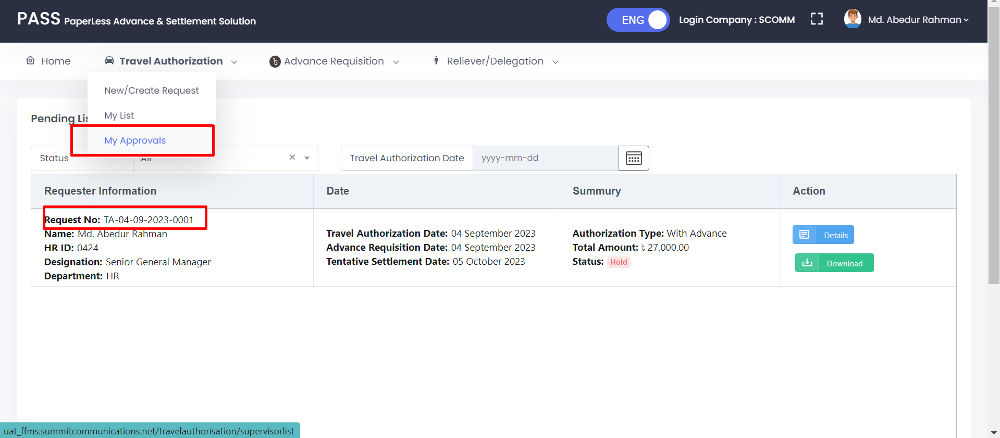 PASS PaperLess Advance & Settlement Solution
ENG
Login Company : SCOMM
Md. Abedur Rahman
Home
Travel Authorization
Advance Requisition
Reliever/Delegation
New/Create Request
My List
My Approvals
Pending Lis
Status
All
Travel Authorization Date
yyyy-mm-dd
Requester Information
Date
Summury
Action
Request No: TA-04-09-2023-0001
Name: Md. Abedur Rahman
HR ID: 0424
Designation: Senior General Manager
Department: HR
Travel Authorization Date: 04 September 2023
Advance Requisition Date: 04 September 2023
Tentative Settlement Date: 05 October 2023
Authorization Type: With Advance
Total Amount: ৳ 27,000.00
Status: Hold
Details
Download
uat_ffms.summitcommunications.net/travelauthorisation/supervisorlist